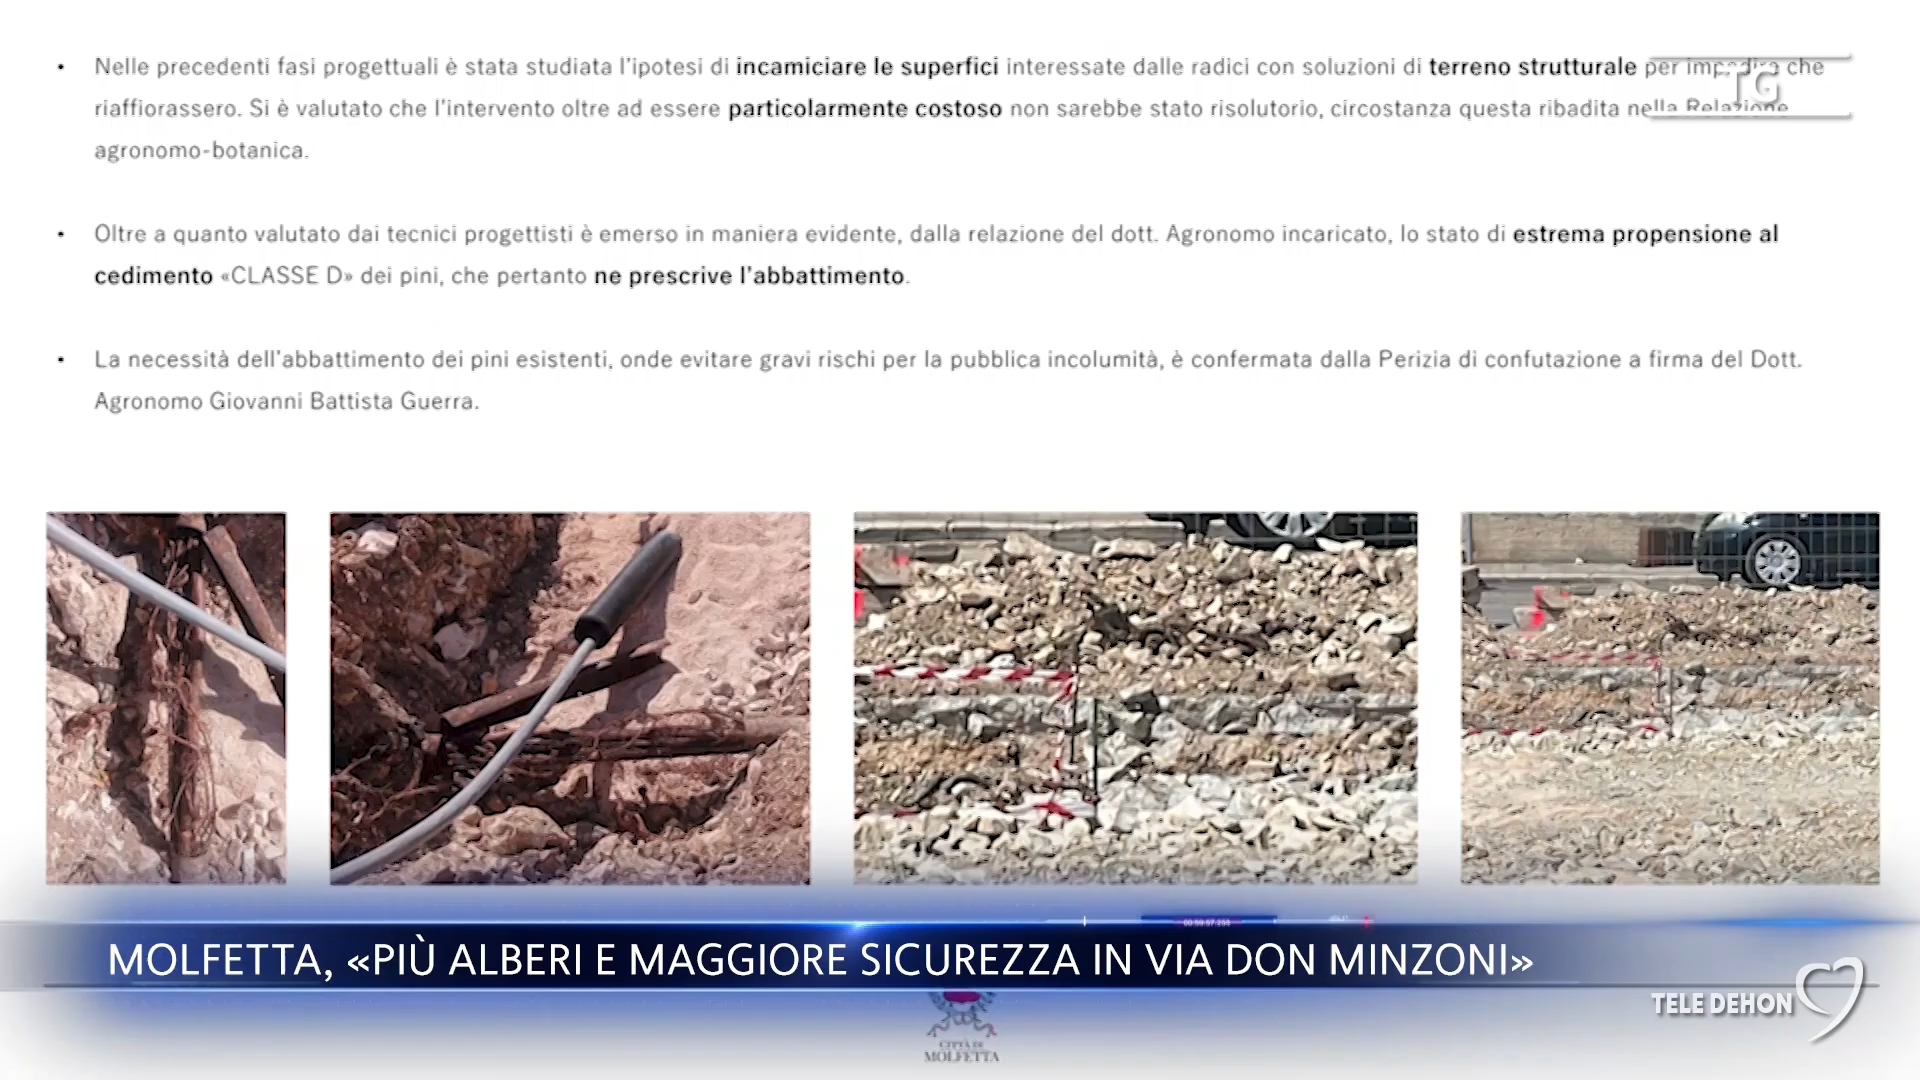 • Nelle precedenti fasi progettuali è stata studiata l'ipotesi di incamiciare le superfici interessate dalle radici con soluzioni di terreno strutturale per impedire che
TG
riaffiorassero. Si è valutato che l'intervento oltre ad essere particolarmente costoso non sarebbe stato risolutorio, circostanza questa ribadita nella Relazione
agronomo-botanica.
• Oltre a quanto valutato dai tecnici progettisti è emerso in maniera evidente, dalla relazione del dott. Agronomo incaricato, lo stato di estrema propensione al
cedimento «CLASSE D» dei pini, che pertanto ne prescrive l'abbattimento.
• La necessità dell'abbattimento dei pini esistenti, onde evitare gravi rischi per la pubblica incolumità, è confermata dalla Perizia di confutazione a firma del Dott.
Agronomo Giovanni Battista Guerra.
MOLFETTA, «PIÙ ALBERI E MAGGIORE SICUREZZA IN VIA DON MINZONI»
TELE DEHON
CITTÀ DI
MOLFETTA